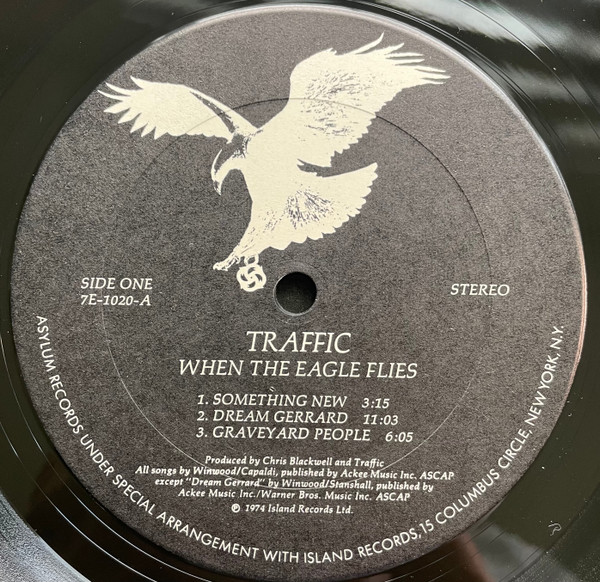 SIDE ONE
7E-1020-A
STEREO
TRAFFIC
WHEN THE EAGLE FLIES
1. SOMETHING NEW 3:15
2. DREAM GERRARD 11:03
3. GRAVEYARD PEOPLE 6:05
Produced by Chris Blackwell and Traffic
All songs by Winwood/Capaldi, published by Ackee Music Inc. ASCAP
except "Dream Gerrard" by Winwood/Stanshall, published by
Ackee Music Inc./Warner Bros. Music Inc. ASCAP
℗ 1974 Island Records Ltd.
ASYLUM RECORDS UNDER SPECIAL ARRANGEMENT WITH ISLAND RECORDS, 15 COLUMBUS CIRCLE, NEW YORK, N.Y.